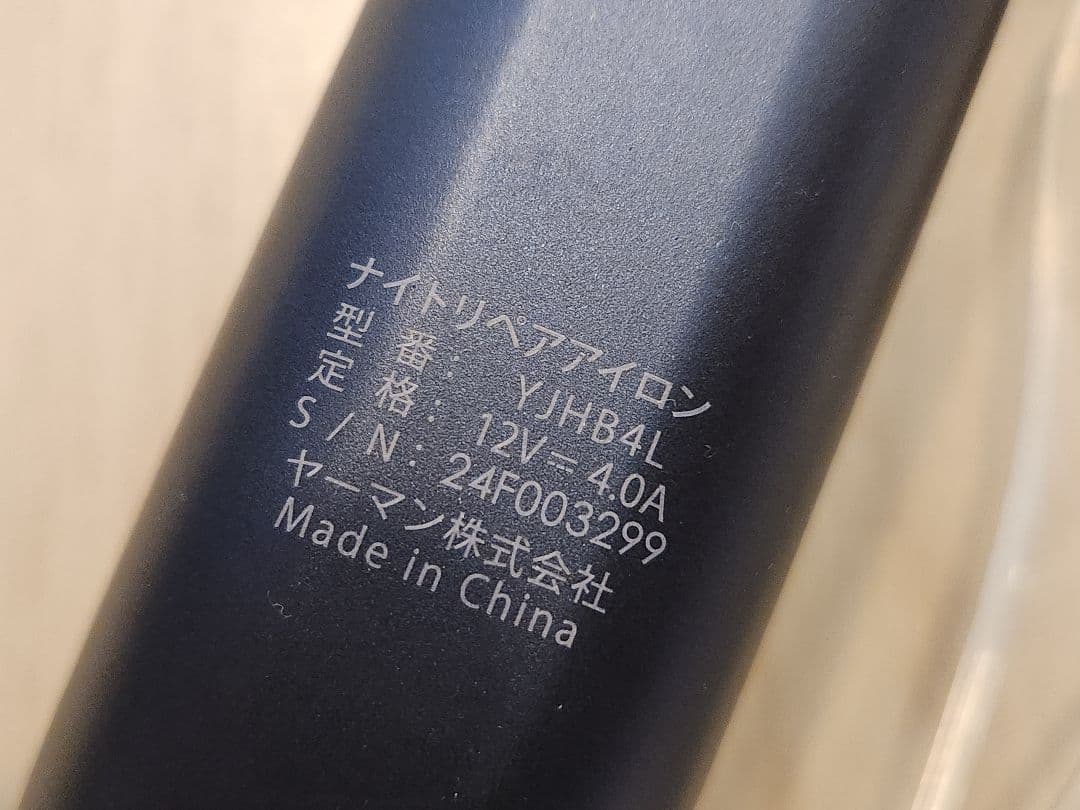 ナイトリペアアイロン
型 番： YJHB4L
定 格： 12V⎓4.0A
S / N： 24F003299
ヤーマン株式会社
Made in China